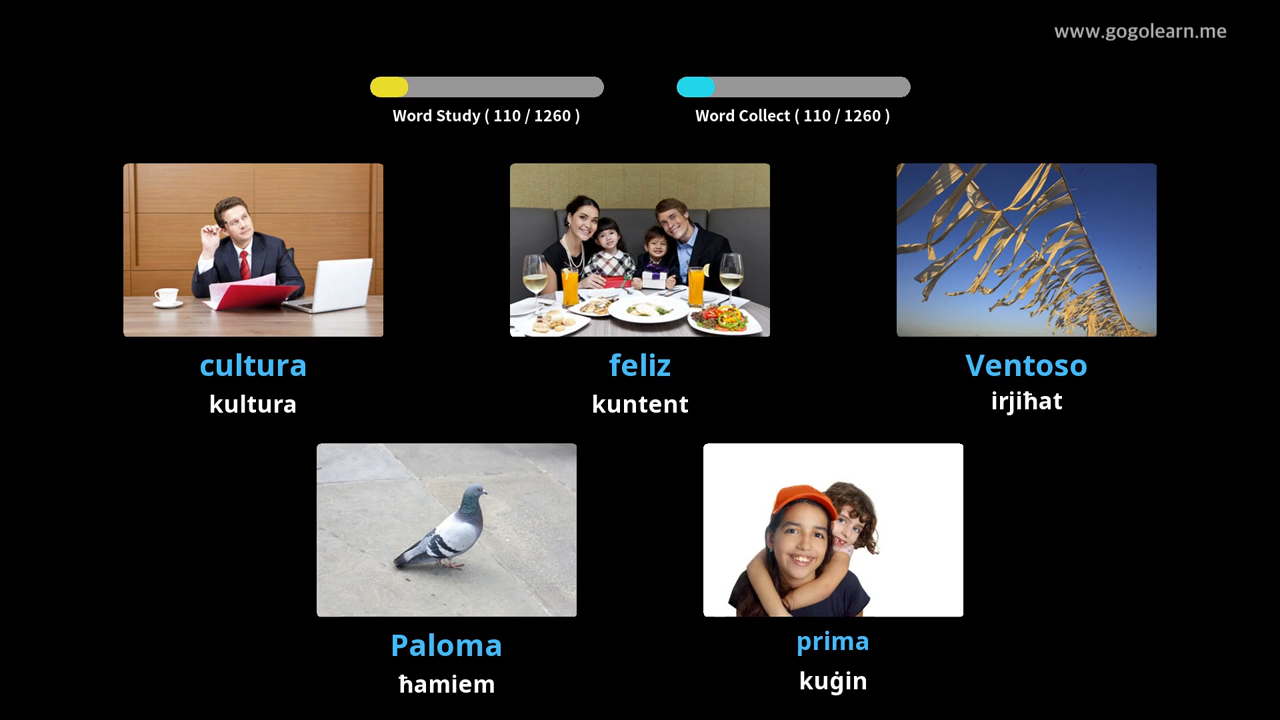 www.gogolearn.me
Word Study ( 110 / 1260 )
Word Collect ( 110 / 1260 )
cultura
kultura
feliz
kuntent
Ventoso
irjiħat
Paloma
ħamiem
prima
kuġin